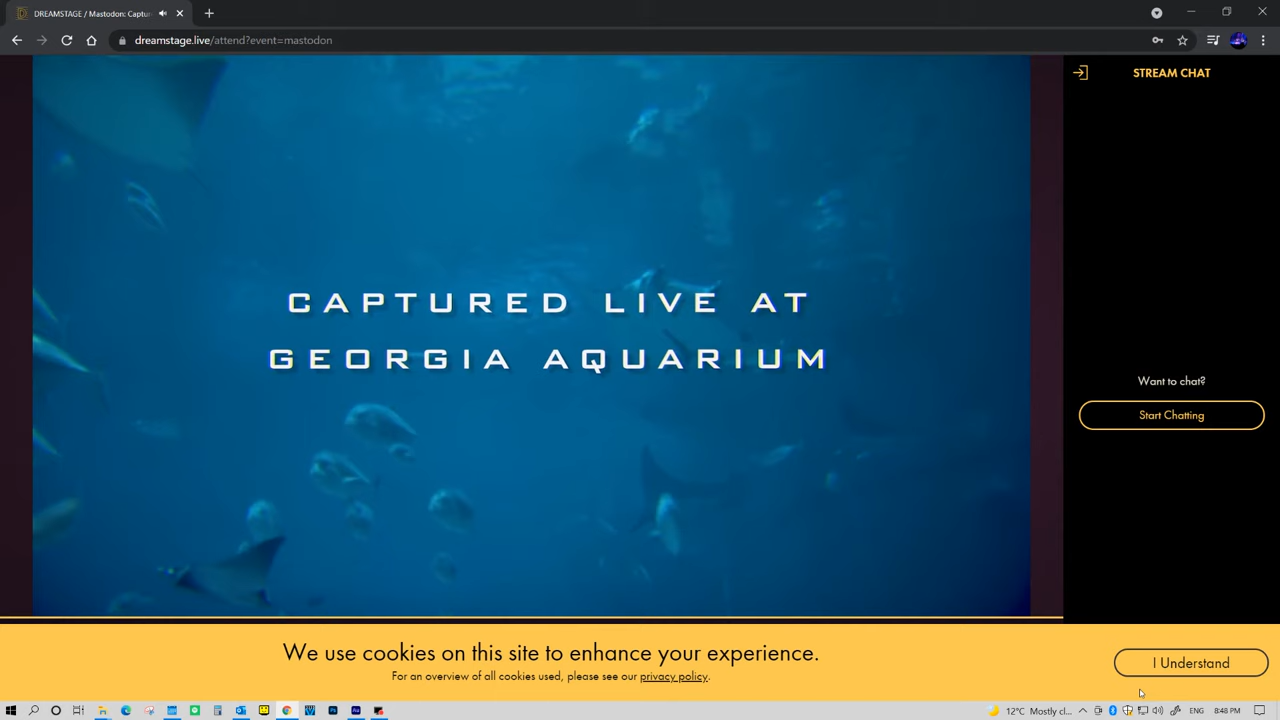 DREAMSTAGE / Mastodon: Captur
dreamstage.live/attend?event=mastodon
STREAM CHAT
CAPTURED LIVE AT
GEORGIA AQUARIUM
Want to chat?
Start Chatting
We use cookies on this site to enhance your experience.
For an overview of all cookies used, please see our privacy policy.
I Understand
12°C Mostly cl... ENG 8:48 PM